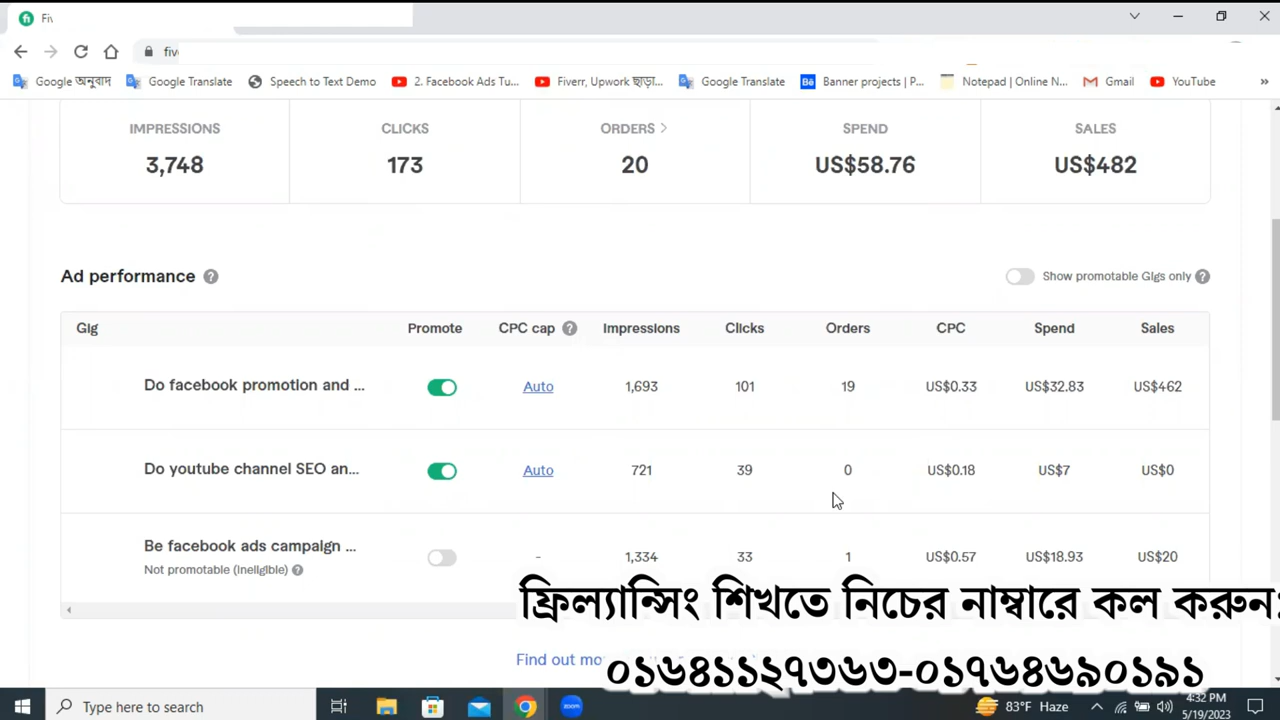 Fiv
five
Google অনুবাদ Google Translate Speech to Text Demo 2. Facebook Ads Tu... Fiverr, Upwork ছাড়া... Google Translate Bē Banner projects | P... Notepad | Online N... Gmail YouTube »
IMPRESSIONS CLICKS ORDERS > SPEND SALES
3,748 173 20 US$58.76 US$482
Ad performance ? Show promotable Gigs only ?
Gig Promote CPC cap ? Impressions Clicks Orders CPC Spend Sales
Do facebook promotion and ... Auto 1,693 101 19 US$0.33 US$32.83 US$462
Do youtube channel SEO an... Auto 721 39 0 US$0.18 US$7 US$0
Be facebook ads campaign ... - 1,334 33 1 US$0.57 US$18.93 US$20
Not promotable (ineligible) ?
ফ্রিল্যান্সিং শিখতে নিচের নাম্বারে কল করুন:
Find out mo
০১৬৪১১২৭৩৬৩-০১৭৬৪৬৯০১৯১
Type here to search zoom 83°F Haze 4:32 PM
5/19/2023